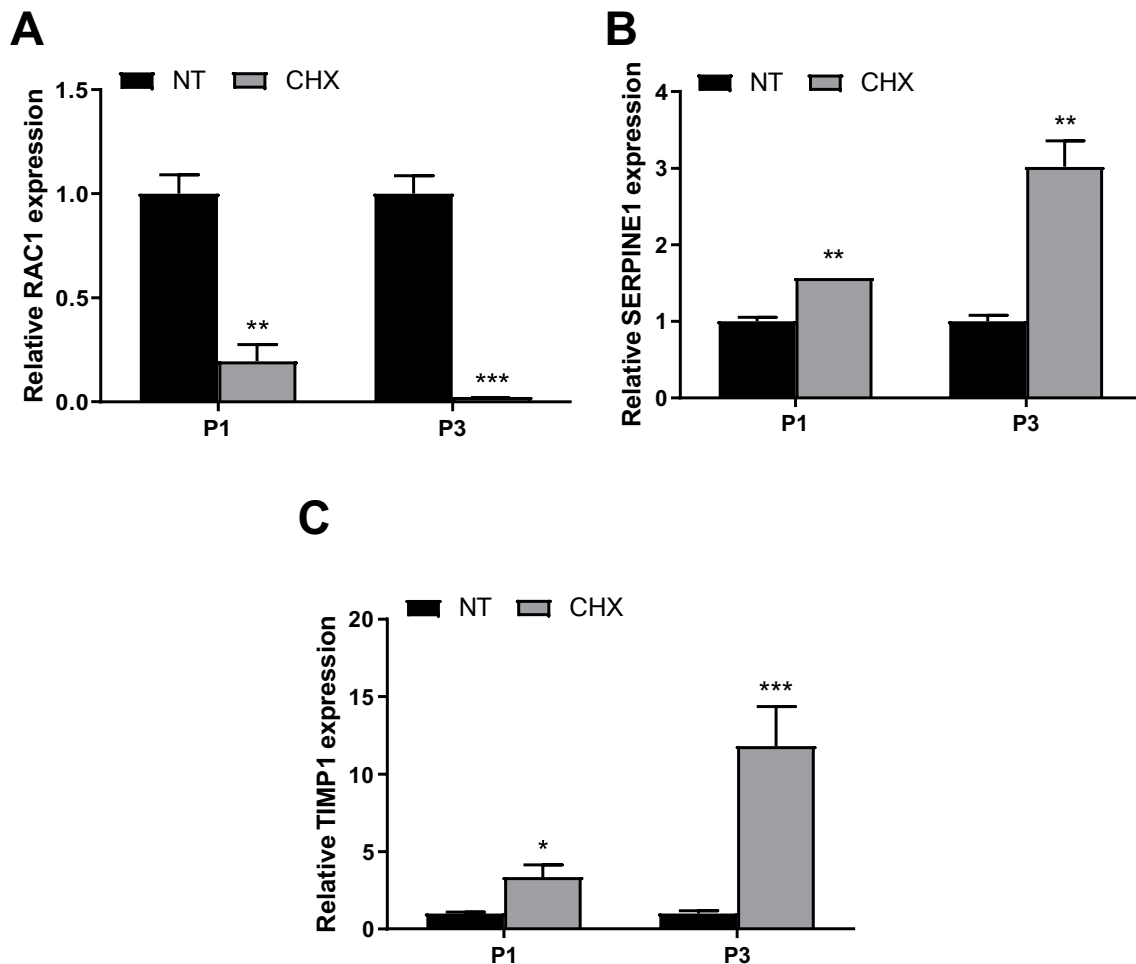 A
NT CHX
Relative RAC1 expression
1.5
1.0
0.5
0.0
**
***
P1 P3
B
NT CHX
Relative SERPINE1 expression
4
3
2
1
0
**
**
P1 P3
C
NT CHX
Relative TIMP1 expression
20
15
10
5
0
*
***
P1 P3